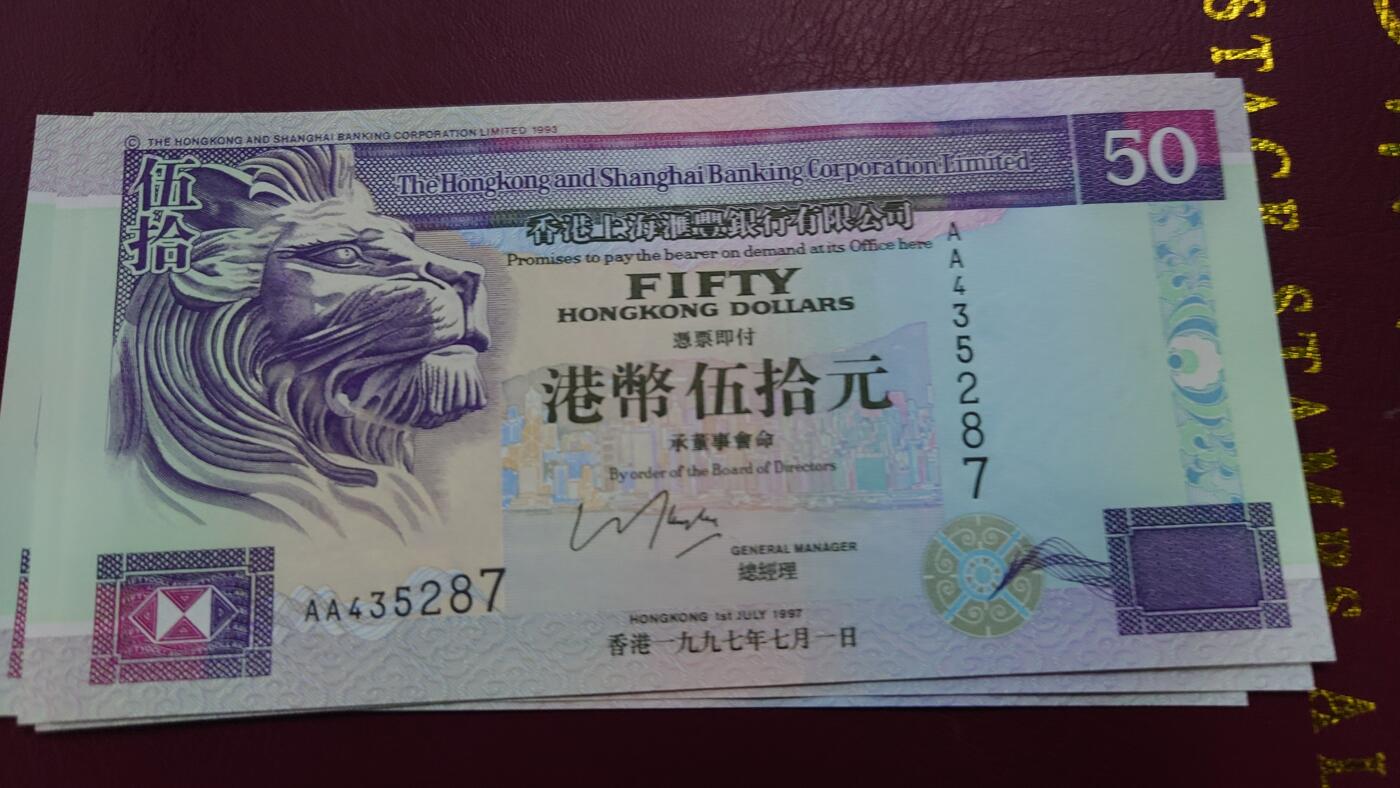 © THE HONGKONG AND SHANGHAI BANKING CORPORATION LIMITED 1993
伍拾
The Hongkong and Shanghai Banking Corporation Limited
50
香港上海滙豐銀行有限公司
Promises to pay the bearer on demand at its Office here
FIFTY
HONGKONG DOLLARS
憑票即付
港幣伍拾元
承董事會命
By order of the Board of Directors
GENERAL MANAGER
總經理
AA435287
AA435287
HONGKONG 1st JULY 1997
香港一九九七年七月一日
POSTAGE STAMPS AL